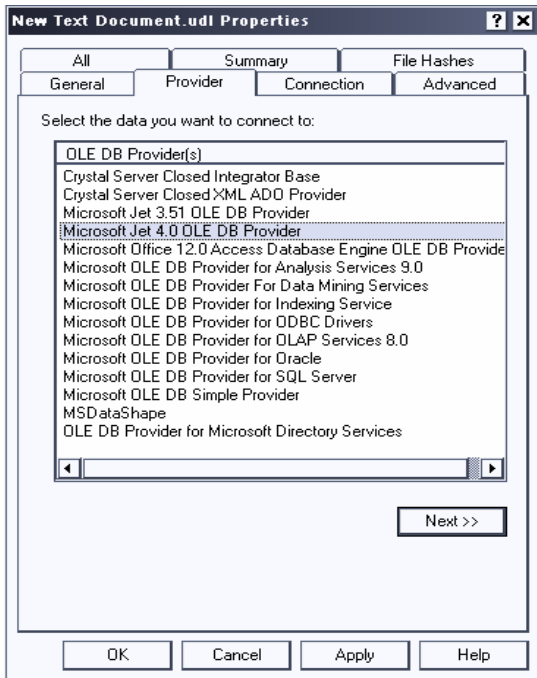 New Text Document.udl Properties
All Summary File Hashes
General Provider Connection Advanced
Select the data you want to connect to:
OLE DB Provider(s)
Crystal Server Closed Integrator Base
Crystal Server Closed XML ADO Provider
Microsoft Jet 3.51 OLE DB Provider
Microsoft Jet 4.0 OLE DB Provider
Microsoft Office 12.0 Access Database Engine OLE DB Provide
Microsoft OLE DB Provider for Analysis Services 9.0
Microsoft OLE DB Provider For Data Mining Services
Microsoft OLE DB Provider for Indexing Service
Microsoft OLE DB Provider for ODBC Drivers
Microsoft OLE DB Provider for OLAP Services 8.0
Microsoft OLE DB Provider for Oracle
Microsoft OLE DB Provider for SQL Server
Microsoft OLE DB Simple Provider
MSDataShape
OLE DB Provider for Microsoft Directory Services
Next >>
OK Cancel Apply Help